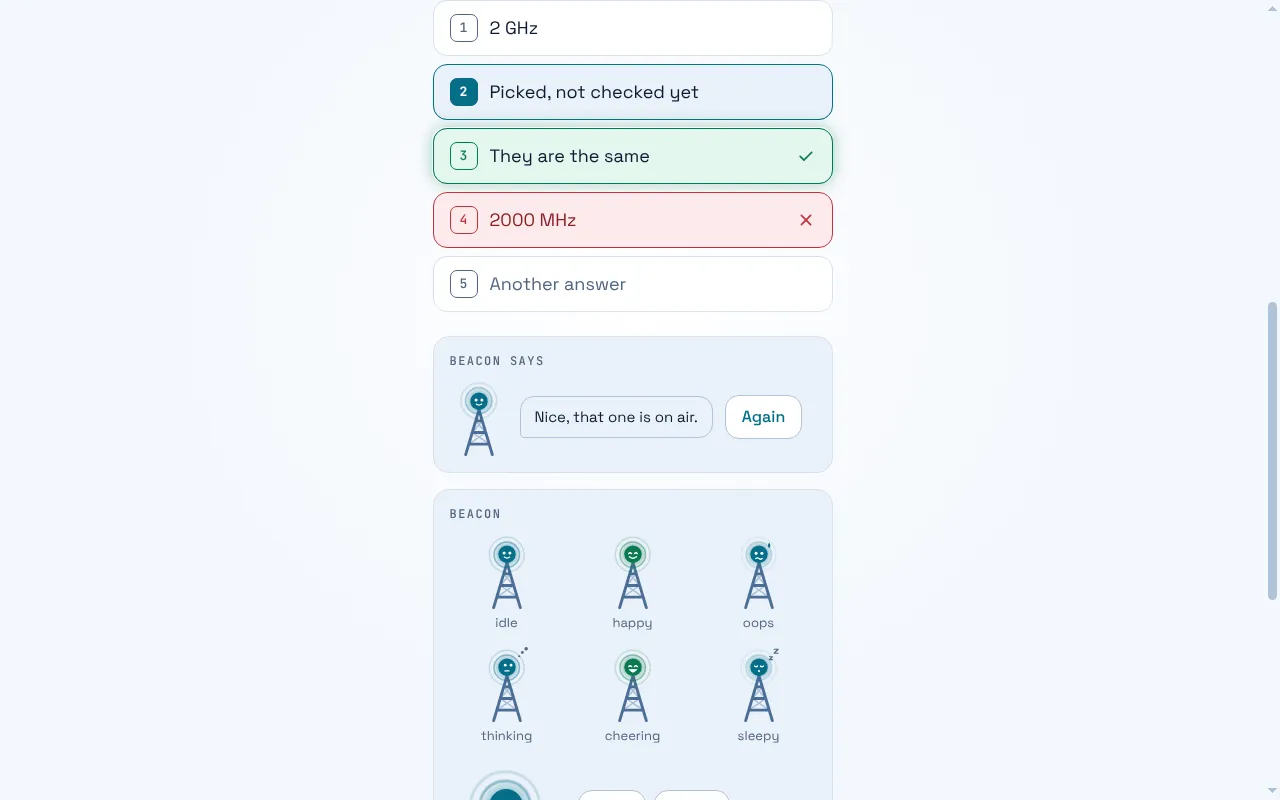 1 2 GHz
2 Picked, not checked yet
3 They are the same
4 2000 MHz
5 Another answer
BEACON SAYS
Nice, that one is on air.
Again
BEACON
idle happy oops
z
z
thinking cheering sleepy